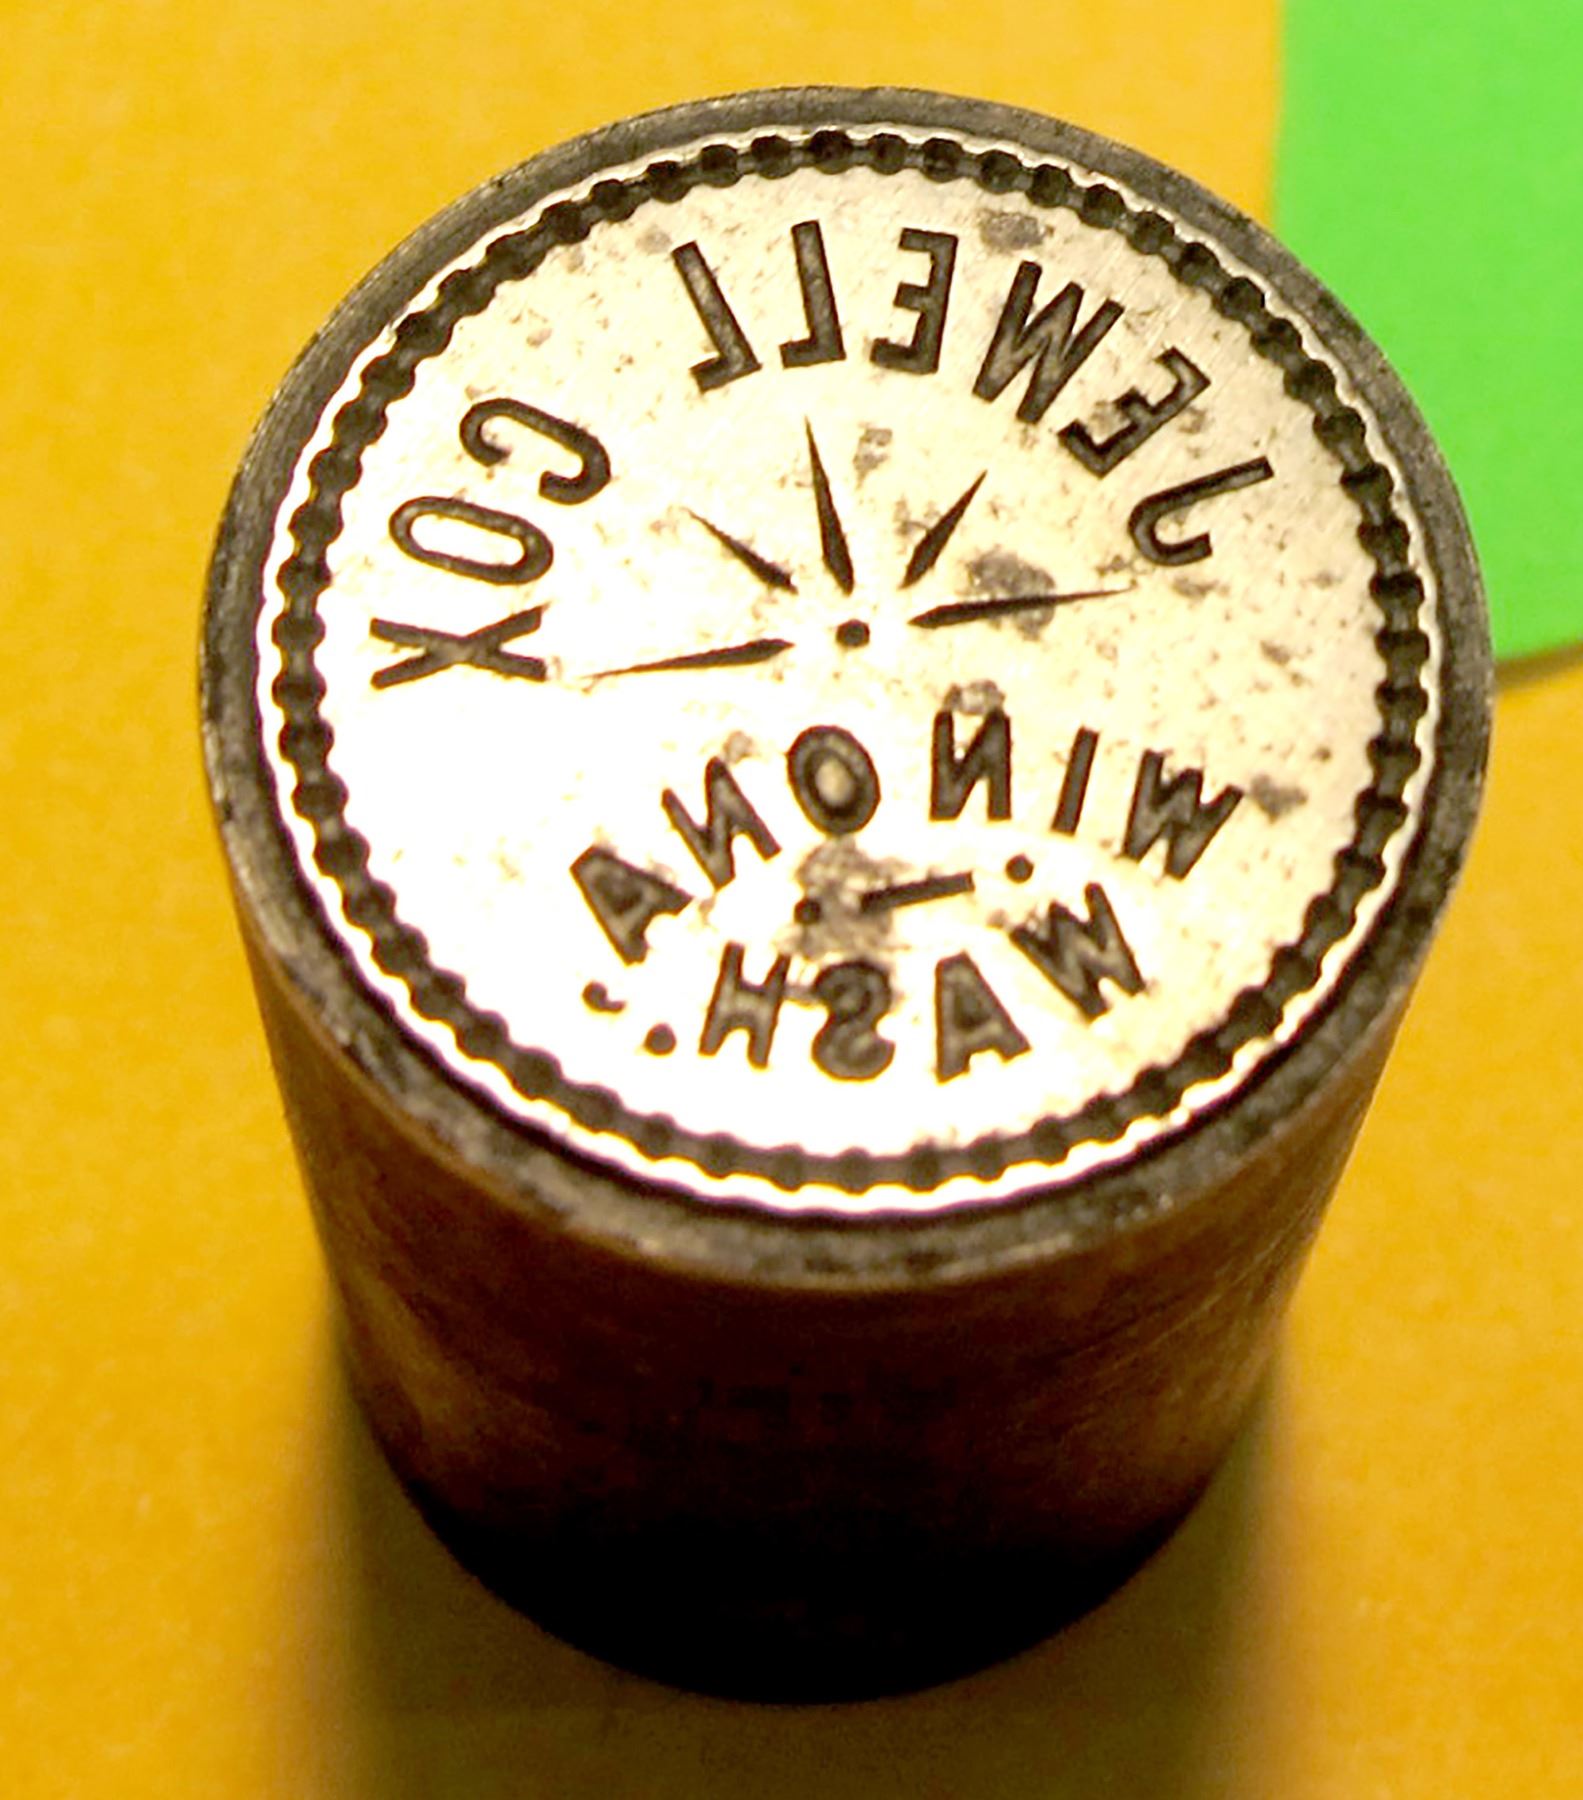 JEWELL COX
WINONA,
WASH.